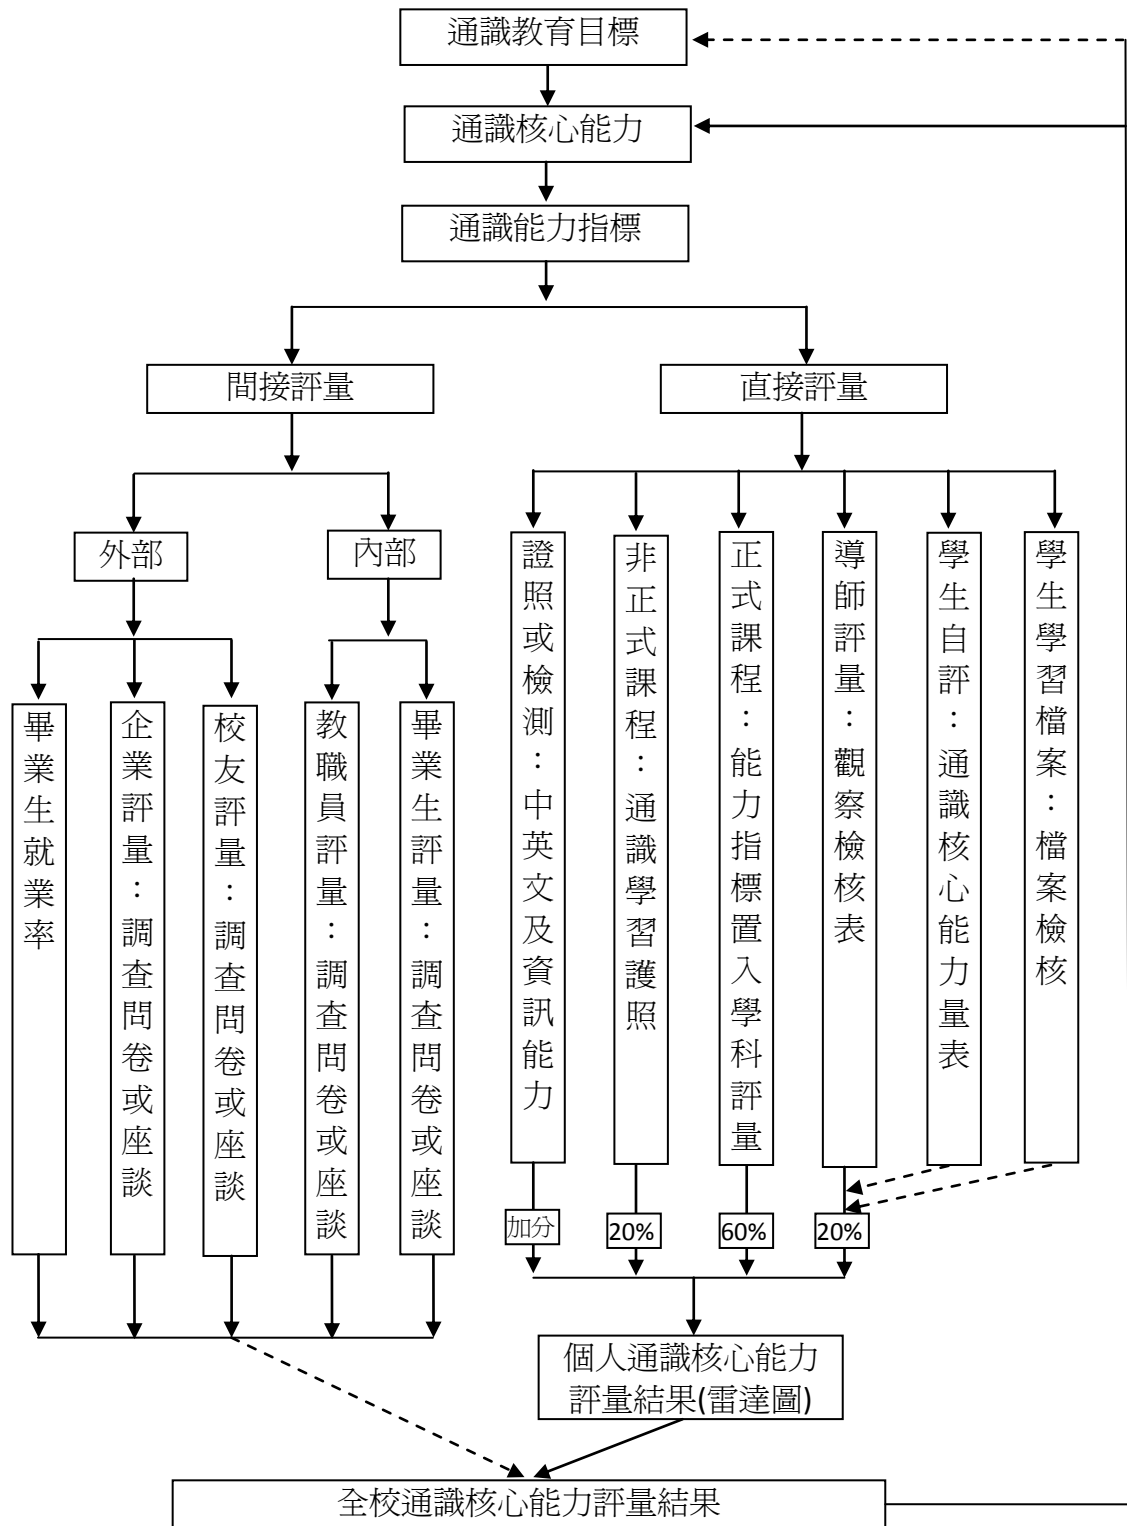 通識教育目標
通識核心能力
通識能力指標
間接評量
直接評量
外部
內部
畢業生就業率
企業評量：調查問卷或座談
校友評量：調查問卷或座談
教職員評量：調查問卷或座談
畢業生評量：調查問卷或座談
證照或檢測：中英文及資訊能力
非正式課程：通識學習護照
正式課程：能力指標置入學科評量
導師評量：觀察檢核表
學生自評：通識核心能力量表
學生學習檔案：檔案檢核
加分
20%
60%
20%
個人通識核心能力
評量結果(雷達圖)
全校通識核心能力評量結果